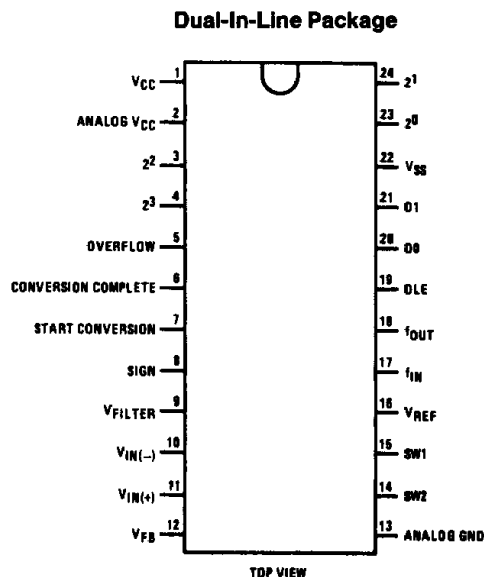 Dual-In-Line Package
VCC 1
ANALOG VCC 2
2² 3
2³ 4
OVERFLOW 5
CONVERSION COMPLETE 6
START CONVERSION 7
SIGN 8
VFILTER 9
VIN(–) 10
VIN(+) 11
VFB 12
24 2¹
23 2⁰
22 VSS
21 D1
20 D0
19 DLE
18 fOUT
17 fIN
16 VREF
15 SW1
14 SW2
13 ANALOG GND
TOP VIEW